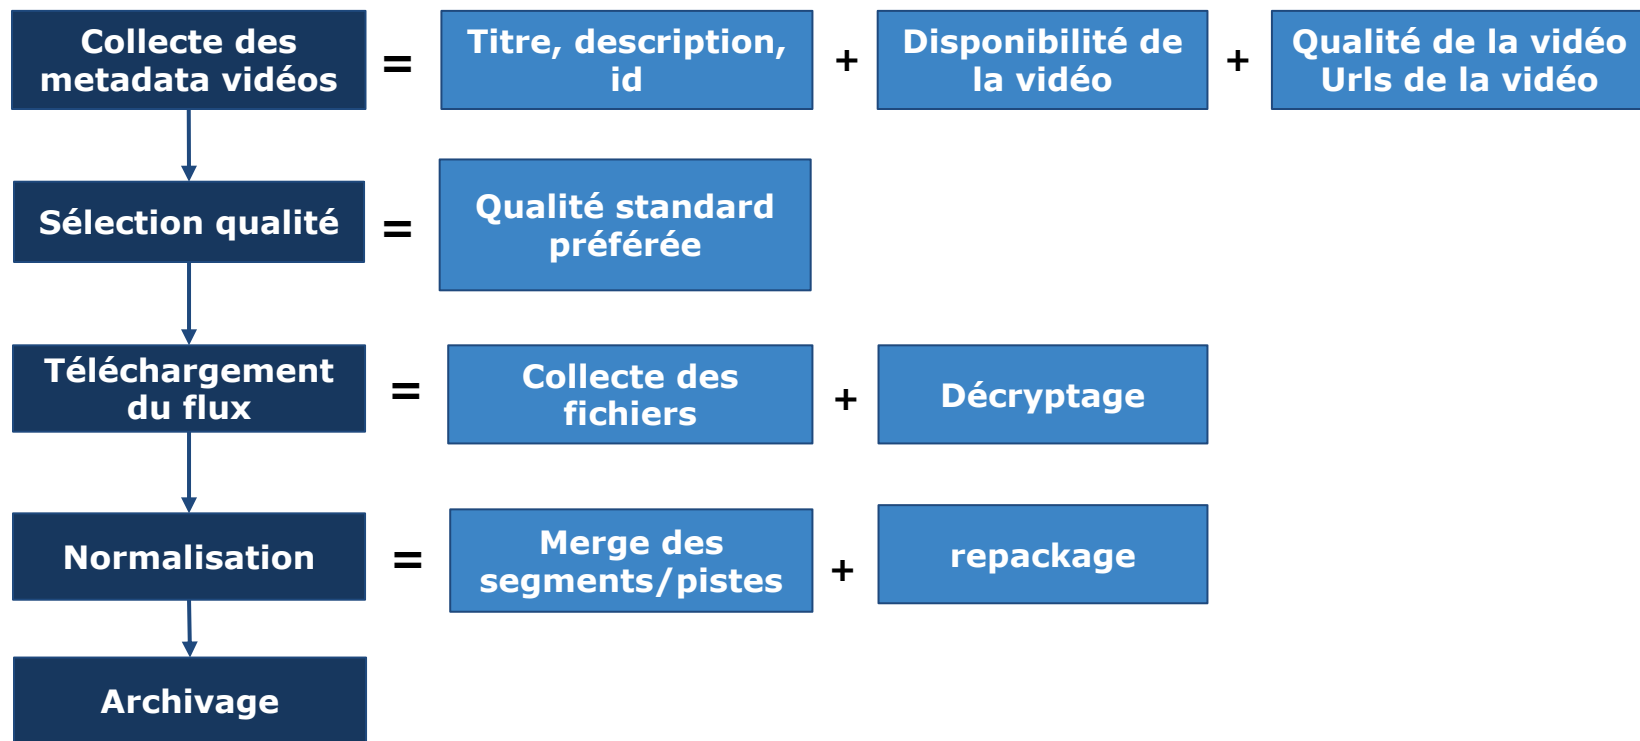 Collecte des
metadata vidéos
=
Titre, description,
id
+
Disponibilité de
la vidéo
+
Qualité de la vidéo
Urls de la vidéo
Sélection qualité
=
Qualité standard
préférée
Téléchargement
du flux
=
Collecte des
fichiers
+
Décryptage
Normalisation
=
Merge des
segments/pistes
+
repackage
Archivage